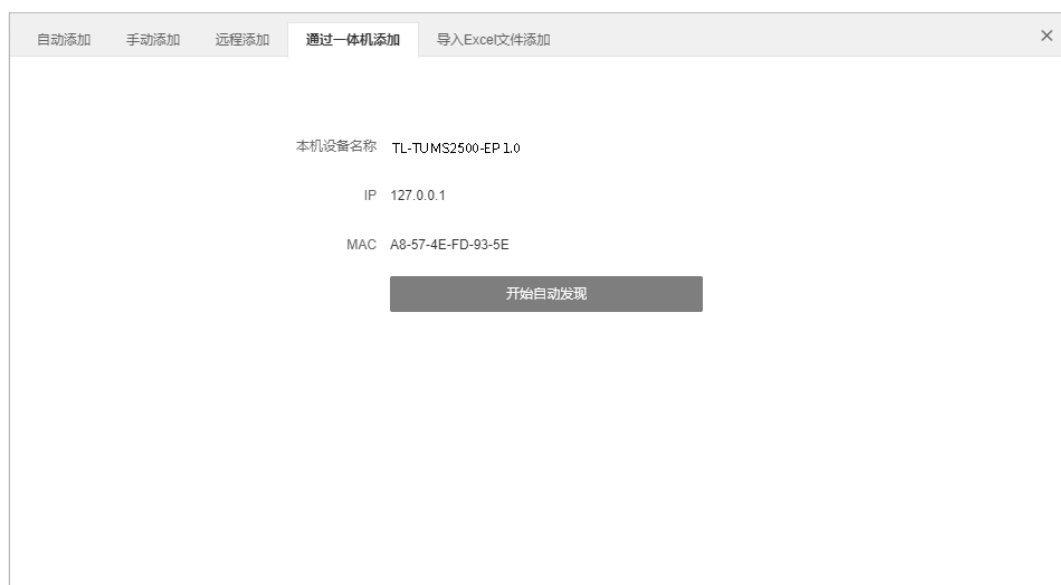 自动添加 手动添加 远程添加 通过一体机添加 导入Excel文件添加
本机设备名称 TL-TUMS2500-EP 1.0
IP 127.0.0.1
MAC A8-57-4E-FD-93-5E
开始自动发现